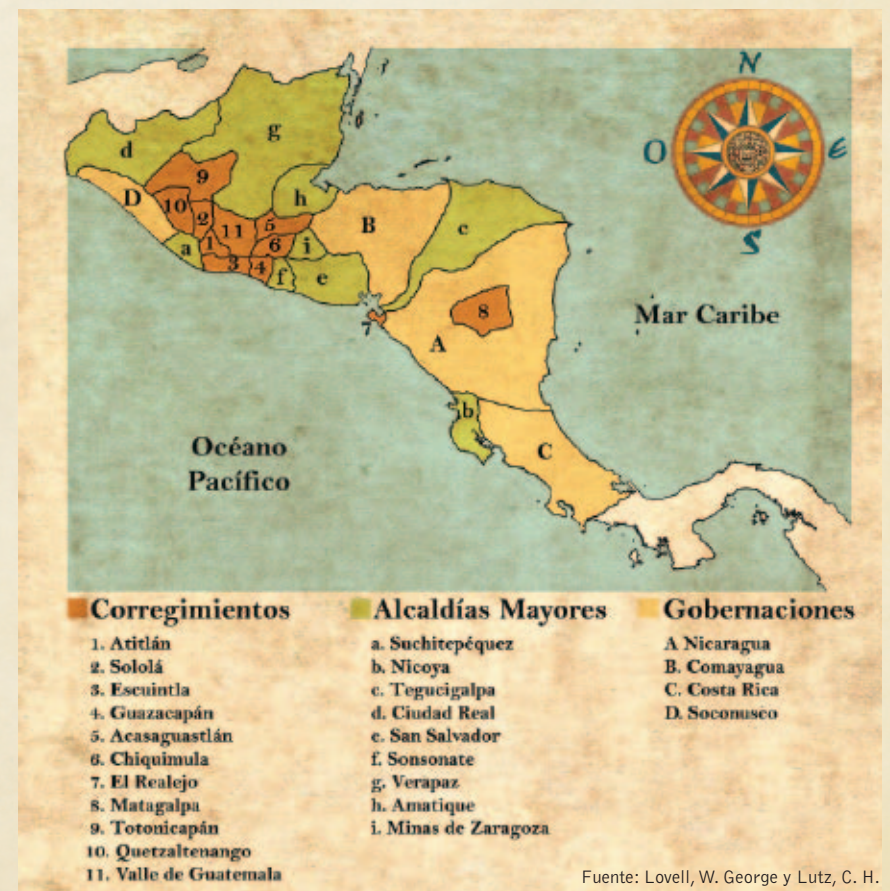 N
O
E
S
d
g
9
D
10
2
h
11
5
B
c
1
6
i
a
3
4
f
e
7
8
A
Mar Caribe
b
Océano
Pacífico
C
Corregimientos
1. Atitlán
2. Sololá
3. Escuintla
4. Guazacapán
5. Acasaguastlán
6. Chiquimula
7. El Realejo
8. Matagalpa
9. Totonicapán
10. Quetzaltenango
11. Valle de Guatemala
Alcaldías Mayores
a. Suchitepéquez
b. Nicoya
c. Tegucigalpa
d. Ciudad Real
e. San Salvador
f. Sonsonate
g. Verapaz
h. Amatique
i. Minas de Zaragoza
Gobernaciones
A Nicaragua
B. Comayagua
C. Costa Rica
D. Soconusco
Fuente: Lovell, W. George y Lutz, C. H.